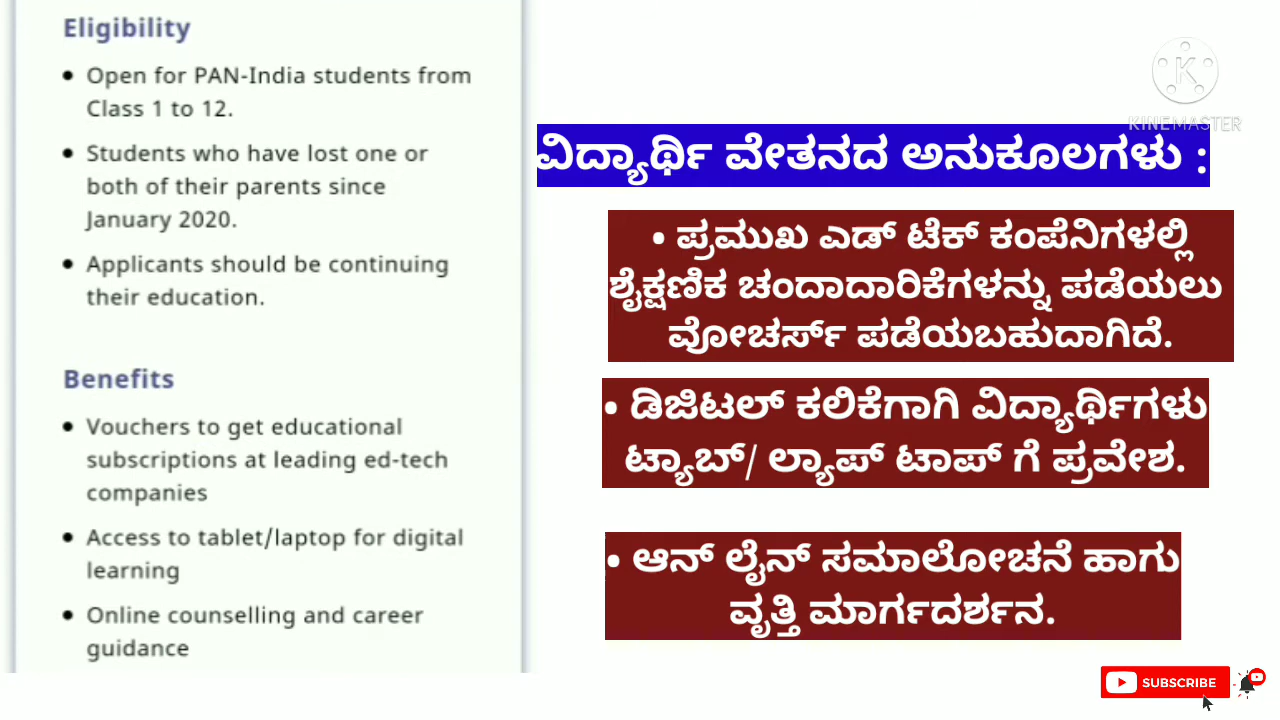 Eligibility
• Open for PAN-India students from
Class 1 to 12.
• Students who have lost one or
both of their parents since
January 2020.
• Applicants should be continuing
their education.
Benefits
• Vouchers to get educational
subscriptions at leading ed-tech
companies
• Access to tablet/laptop for digital
learning
• Online counselling and career
guidance
K
KINEMASTER
ವಿದ್ಯಾರ್ಥಿ ವೇತನದ ಅನುಕೂಲಗಳು :
• ಪ್ರಮುಖ ಎಡ್ ಟೆಕ್ ಕಂಪೆನಿಗಳಲ್ಲಿ
ಶೈಕ್ಷಣಿಕ ಚಂದಾದಾರಿಕೆಗಳನ್ನು ಪಡೆಯಲು
ವೋಚರ್ಸ್ ಪಡೆಯಬಹುದಾಗಿದೆ.
• ಡಿಜಿಟಲ್ ಕಲಿಕೆಗಾಗಿ ವಿದ್ಯಾರ್ಥಿಗಳು
ಟ್ಯಾಬ್/ ಲ್ಯಾಪ್ ಟಾಪ್ ಗೆ ಪ್ರವೇಶ.
• ಆನ್ ಲೈನ್ ಸಮಾಲೋಚನೆ ಹಾಗು
ವೃತ್ತಿ ಮಾರ್ಗದರ್ಶನ.
SUBSCRIBE